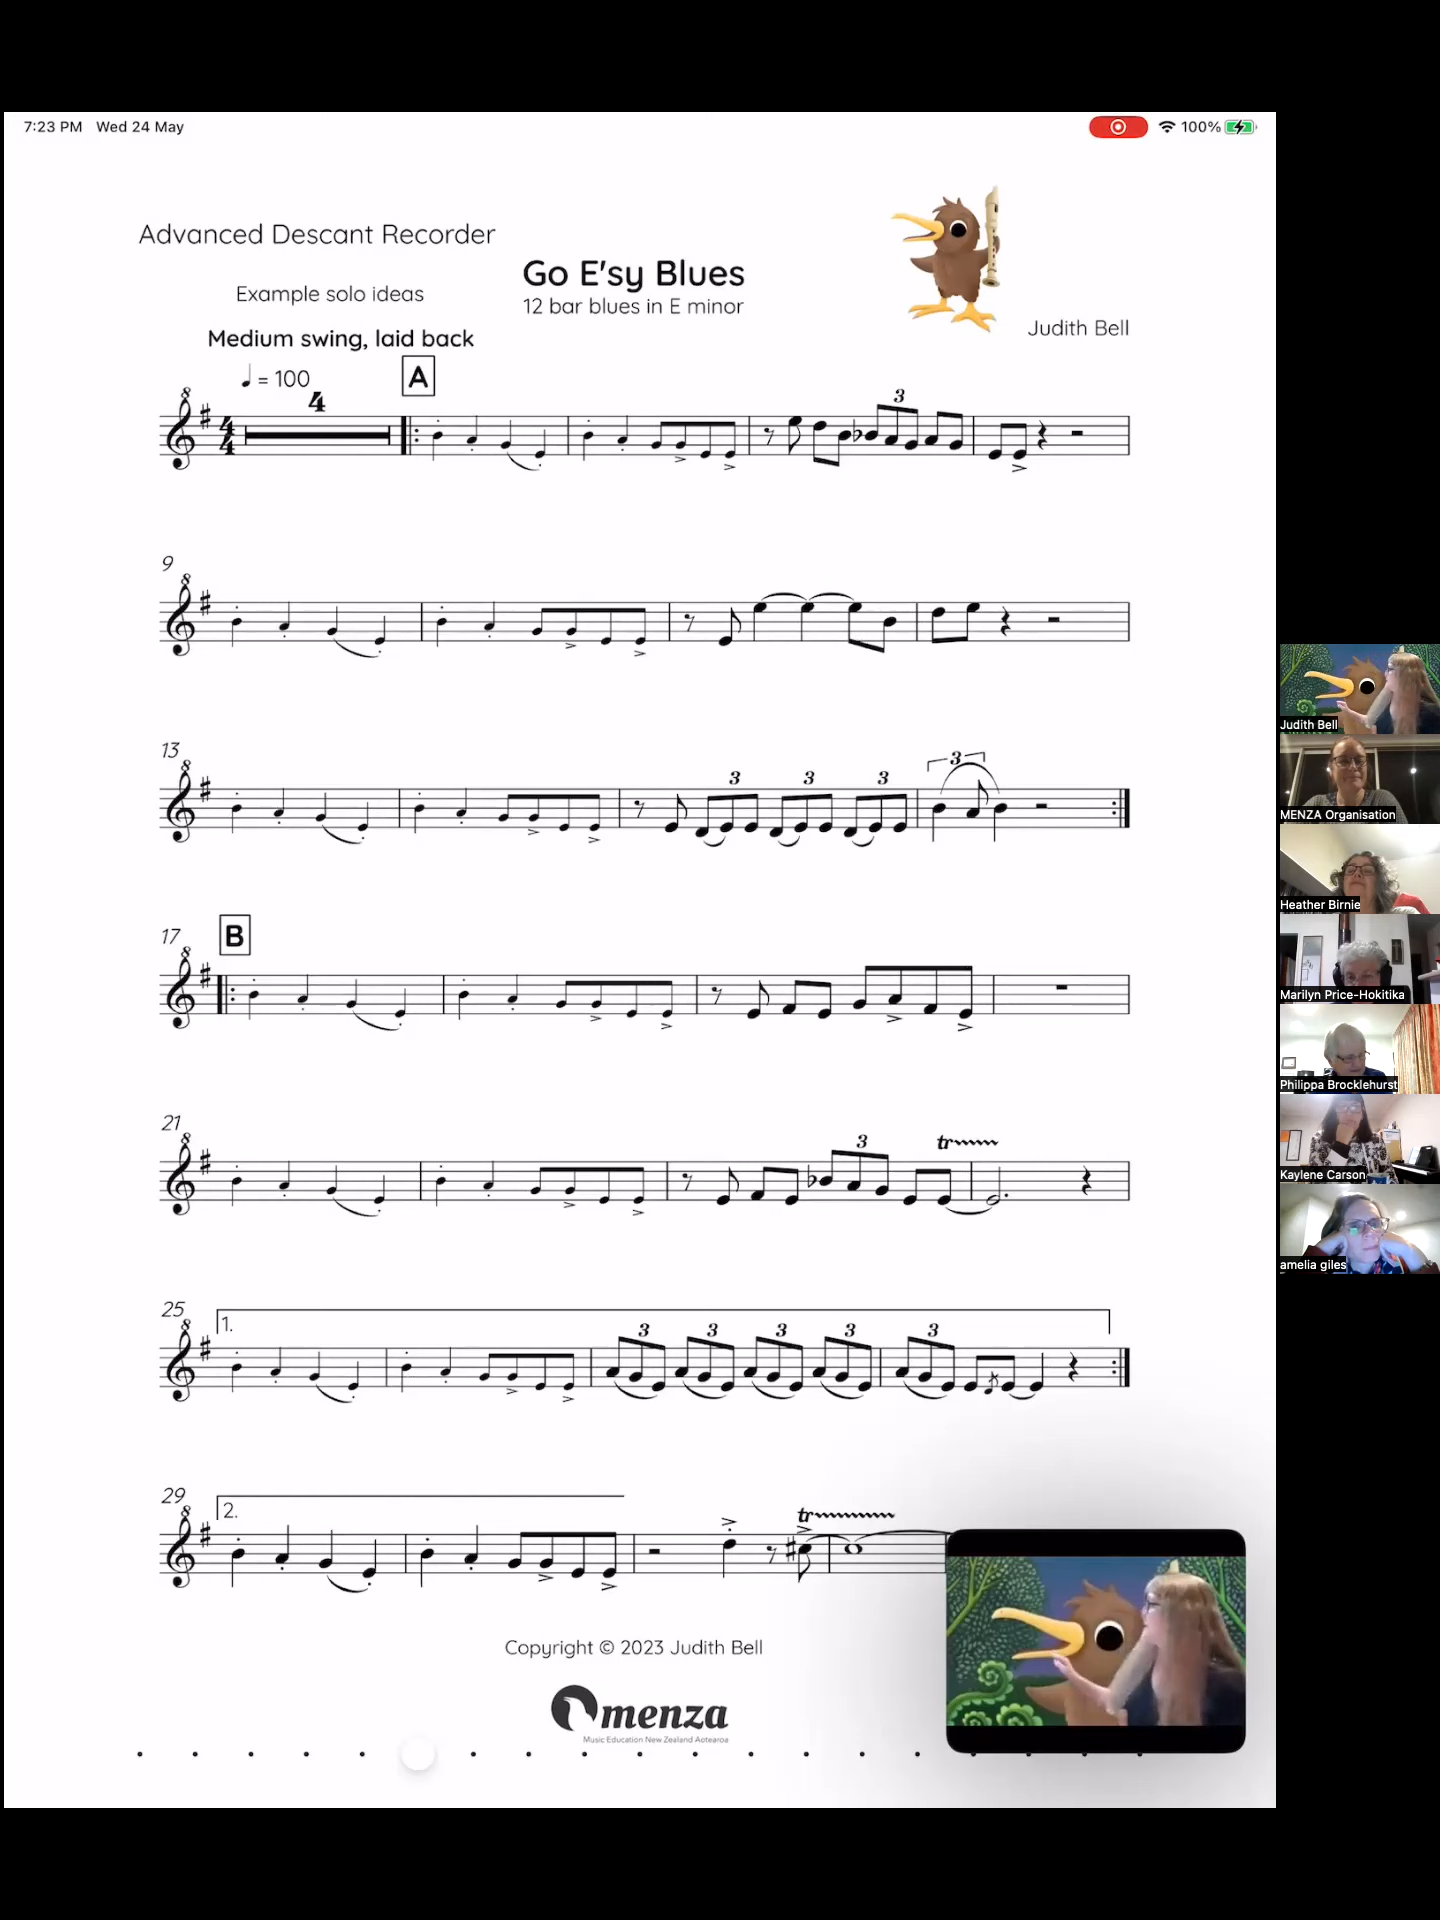 7:23 PM Wed 24 May
100%
Advanced Descant Recorder
Go E'sy Blues
Example solo ideas
12 bar blues in E minor
Judith Bell
Medium swing, laid back
= 100
A
4
3
9
13
3 3 3 3
17
B
21
3 tr
25
1.
3 3 3 3 3
29
2.
tr
Copyright © 2023 Judith Bell
menza
Music Education New Zealand Aotearoa
Judith Bell
MENZA Organisation
Heather Birnie
Marilyn Price-Hokitika
Philippa Brocklehurst
Kaylene Carson
amelia giles